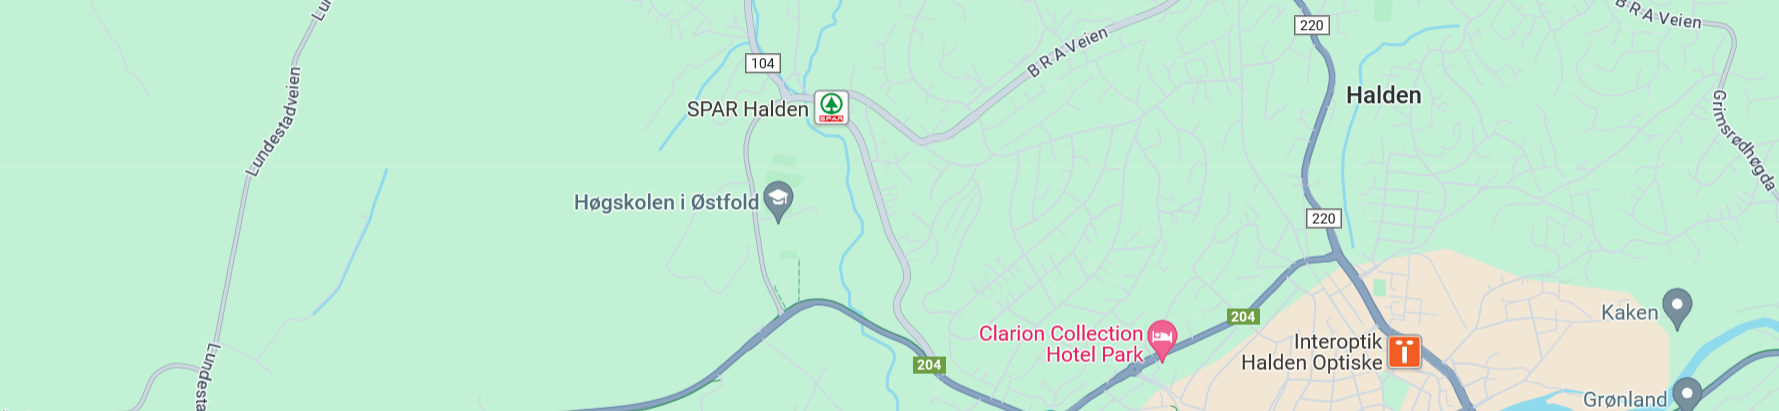 Lu
B R A Veien
220
104
B R A Veien
Halden
SPAR Halden
SPAR
Lundestadveien
Grimsrødhøgda
Høgskolen i Østfold
220
204
Kaken
Clarion Collection
Hotel Park
Interoptik
Halden Optiske
204
Lundesta
Grønland